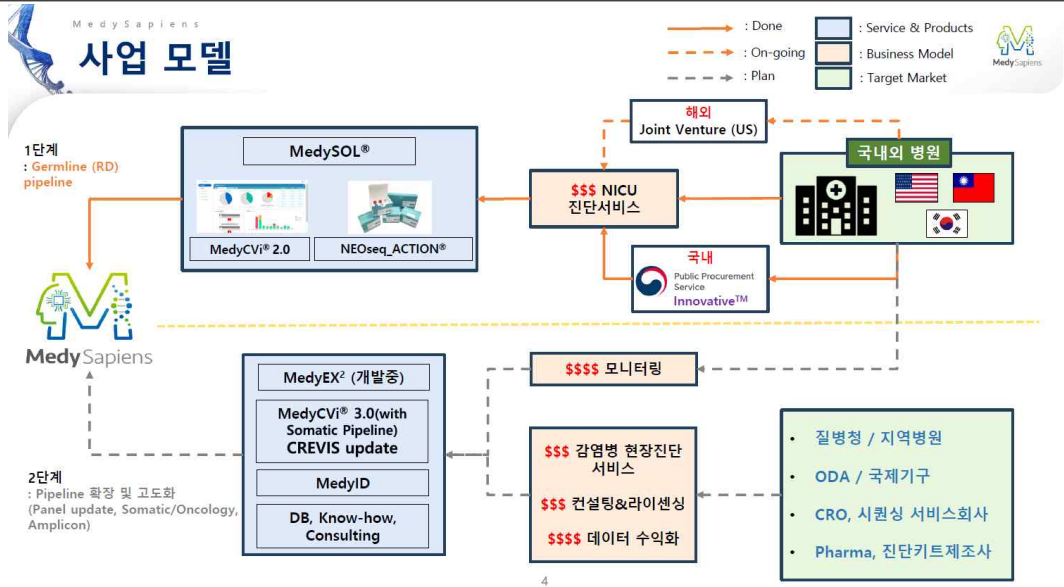 MedySapiens
사업 모델
: Done
: On-going
: Plan
: Service & Products
: Business Model
: Target Market
MedySapiens
1단계
: Germline (RD)
pipeline
MedySOL®
MedyCVi® 2.0
NEOseq_ACTION®
$$$ NICU
진단서비스
해외
Joint Venture (US)
국내
Public Procurement
Service
Innovative™
국내외 병원
MedySapiens
2단계
: Pipeline 확장 및 고도화
(Panel update, Somatic/Oncology,
Amplicon)
MedyEX² (개발중)
MedyCVi® 3.0(with
Somatic Pipeline)
CREVIS update
MedyID
DB, Know-how,
Consulting
$$$$ 모니터링
$$$ 감염병 현장진단
서비스
$$$ 컨설팅&라이센싱
$$$$ 데이터 수익화
• 질병청 / 지역병원
• ODA / 국제기구
• CRO, 시퀀싱 서비스회사
• Pharma, 진단키트제조사
4